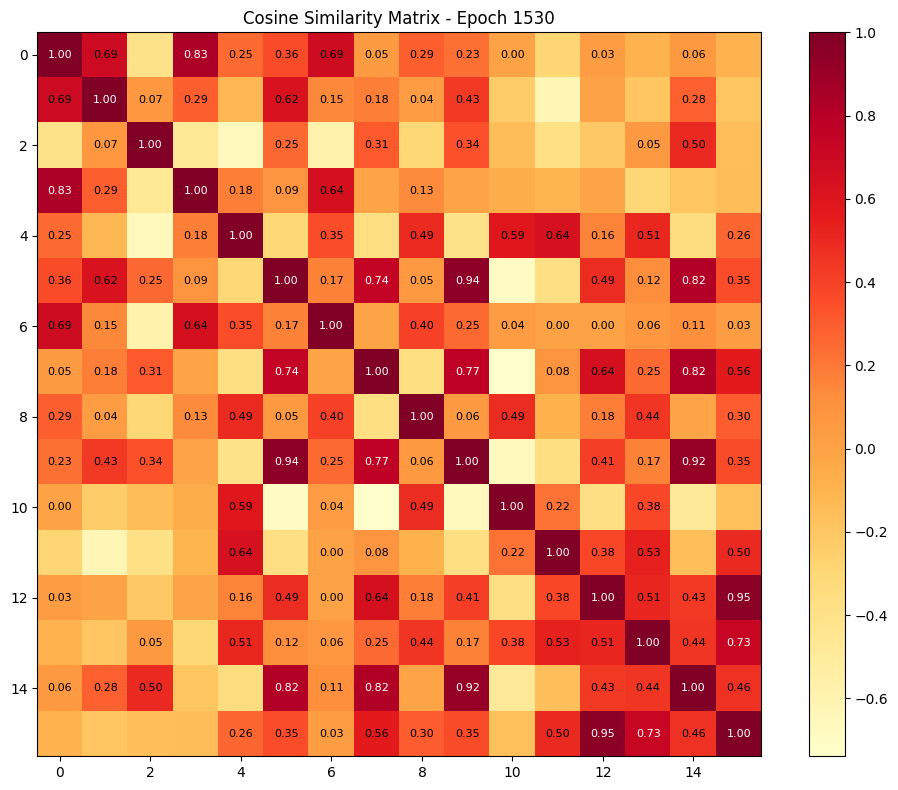 Cosine Similarity Matrix - Epoch 1530
0 1.00 0.69 0.83 0.25 0.36 0.69 0.05 0.29 0.23 0.00 0.03 0.06
0.69 1.00 0.07 0.29 0.62 0.15 0.18 0.04 0.43 0.28
2 0.07 1.00 0.25 0.31 0.34 0.05 0.50
0.83 0.29 1.00 0.18 0.09 0.64 0.13
4 0.25 0.18 1.00 0.35 0.49 0.59 0.64 0.16 0.51 0.26
0.36 0.62 0.25 0.09 1.00 0.17 0.74 0.05 0.94 0.49 0.12 0.82 0.35
6 0.69 0.15 0.64 0.35 0.17 1.00 0.40 0.25 0.04 0.00 0.00 0.06 0.11 0.03
0.05 0.18 0.31 0.74 1.00 0.77 0.08 0.64 0.25 0.82 0.56
8 0.29 0.04 0.13 0.49 0.05 0.40 1.00 0.06 0.49 0.18 0.44 0.30
0.23 0.43 0.34 0.94 0.25 0.77 0.06 1.00 0.41 0.17 0.92 0.35
10 0.00 0.59 0.04 0.49 1.00 0.22 0.38
0.64 0.00 0.08 0.22 1.00 0.38 0.53 0.50
12 0.03 0.16 0.49 0.00 0.64 0.18 0.41 0.38 1.00 0.51 0.43 0.95
0.05 0.51 0.12 0.06 0.25 0.44 0.17 0.38 0.53 0.51 1.00 0.44 0.73
14 0.06 0.28 0.50 0.82 0.11 0.82 0.92 0.43 0.44 1.00 0.46
0.26 0.35 0.03 0.56 0.30 0.35 0.50 0.95 0.73 0.46 1.00
0 2 4 6 8 10 12 14
1.0
0.8
0.6
0.4
0.2
0.0
−0.2
−0.4
−0.6